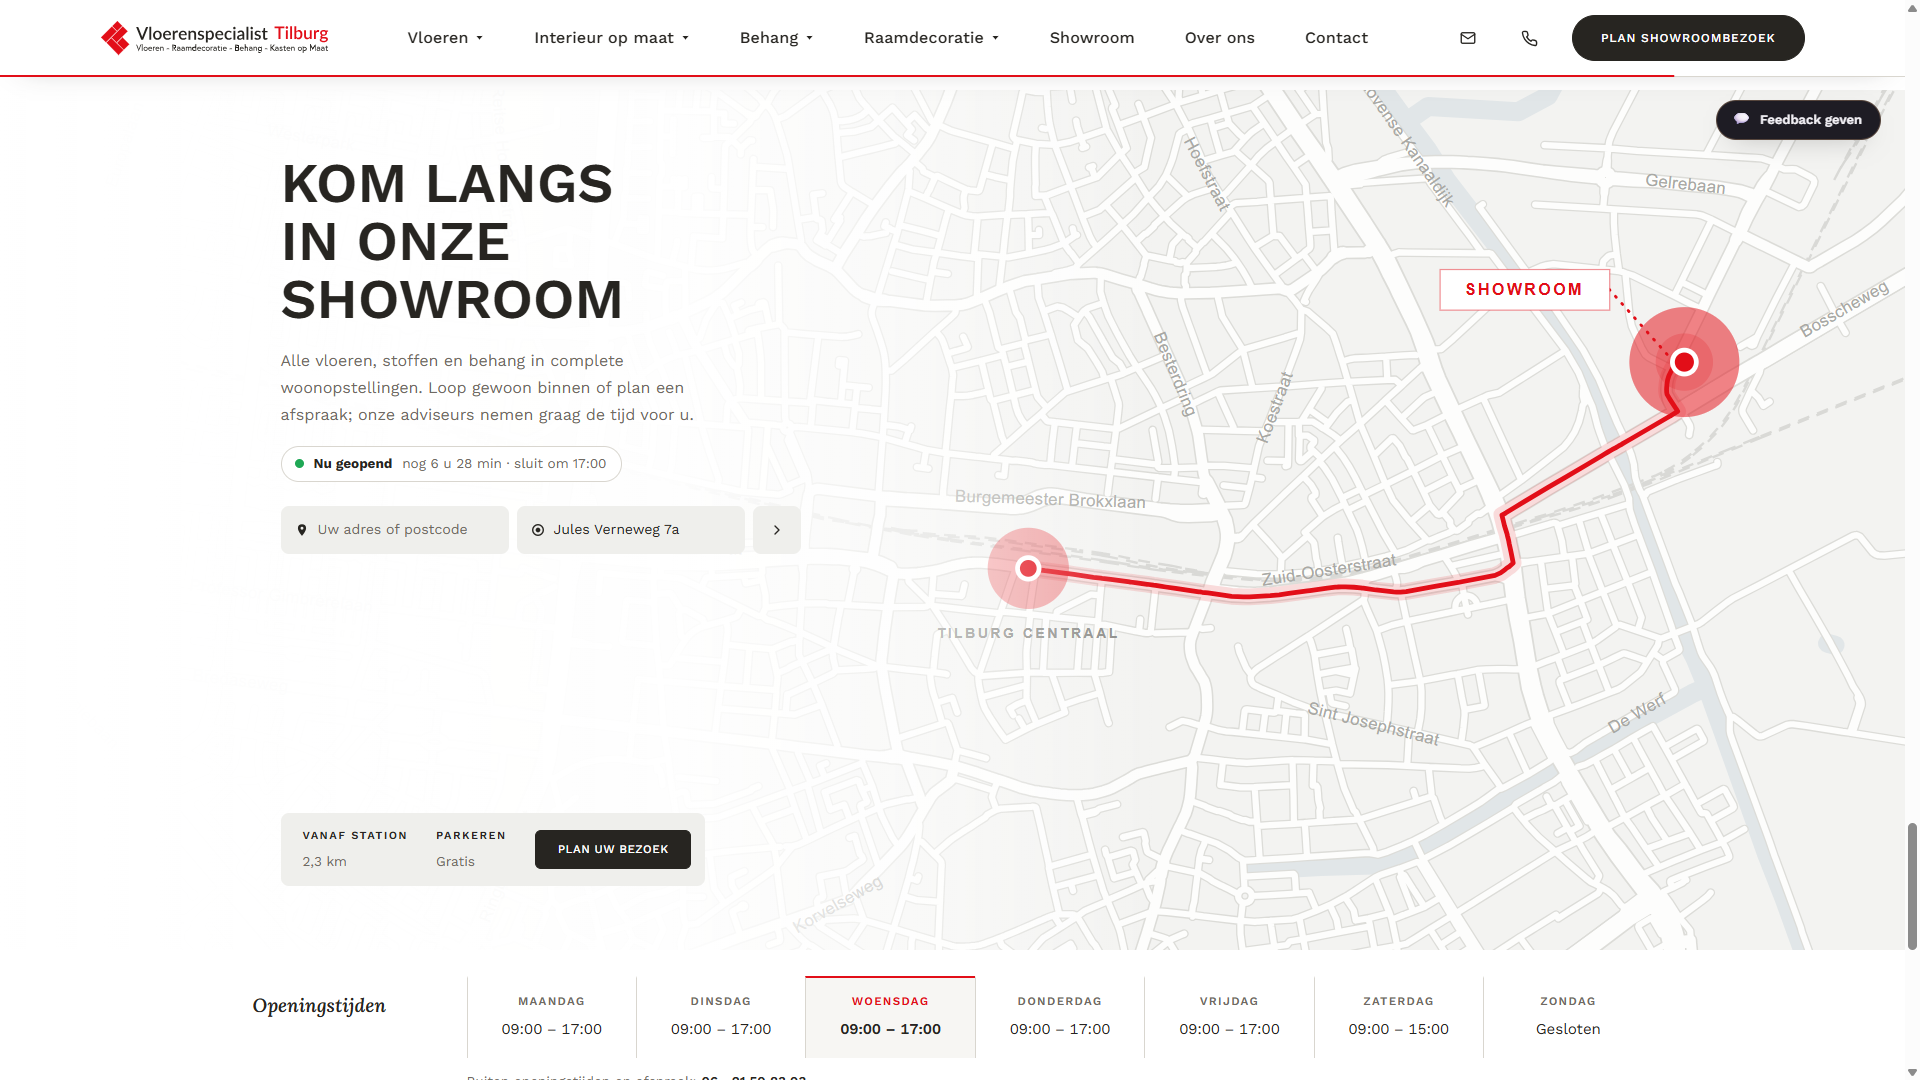 Vloerenspecialist Tilburg
Vloeren - Raamdecoratie - Behang - Kasten op Maat
Vloeren
Interieur op maat
Behang
Raamdecoratie
Showroom
Over ons
Contact
PLAN SHOWROOMBEZOEK
Feedback geven
KOM LANGS
IN ONZE
SHOWROOM
Alle vloeren, stoffen en behang in complete
woonopstellingen. Loop gewoon binnen of plan een
afspraak; onze adviseurs nemen graag de tijd voor u.
Nu geopend nog 6 u 28 min · sluit om 17:00
Uw adres of postcode
Jules Verneweg 7a
Hoefstraat
Kanaaldijk
Gelrebaan
SHOWROOM
Bosscheweg
Besterdring
Koestraat
Burgemeester Brokxlaan
Zuid-Oosterstraat
TILBURG CENTRAAL
Sint Josephstraat
De Werf
Korvelseweg
VANAF STATION
2,3 km
PARKEREN
Gratis
PLAN UW BEZOEK
Openingstijden
MAANDAG
09:00 – 17:00
DINSDAG
09:00 – 17:00
WOENSDAG
09:00 – 17:00
DONDERDAG
09:00 – 17:00
VRIJDAG
09:00 – 17:00
ZATERDAG
09:00 – 15:00
ZONDAG
Gesloten